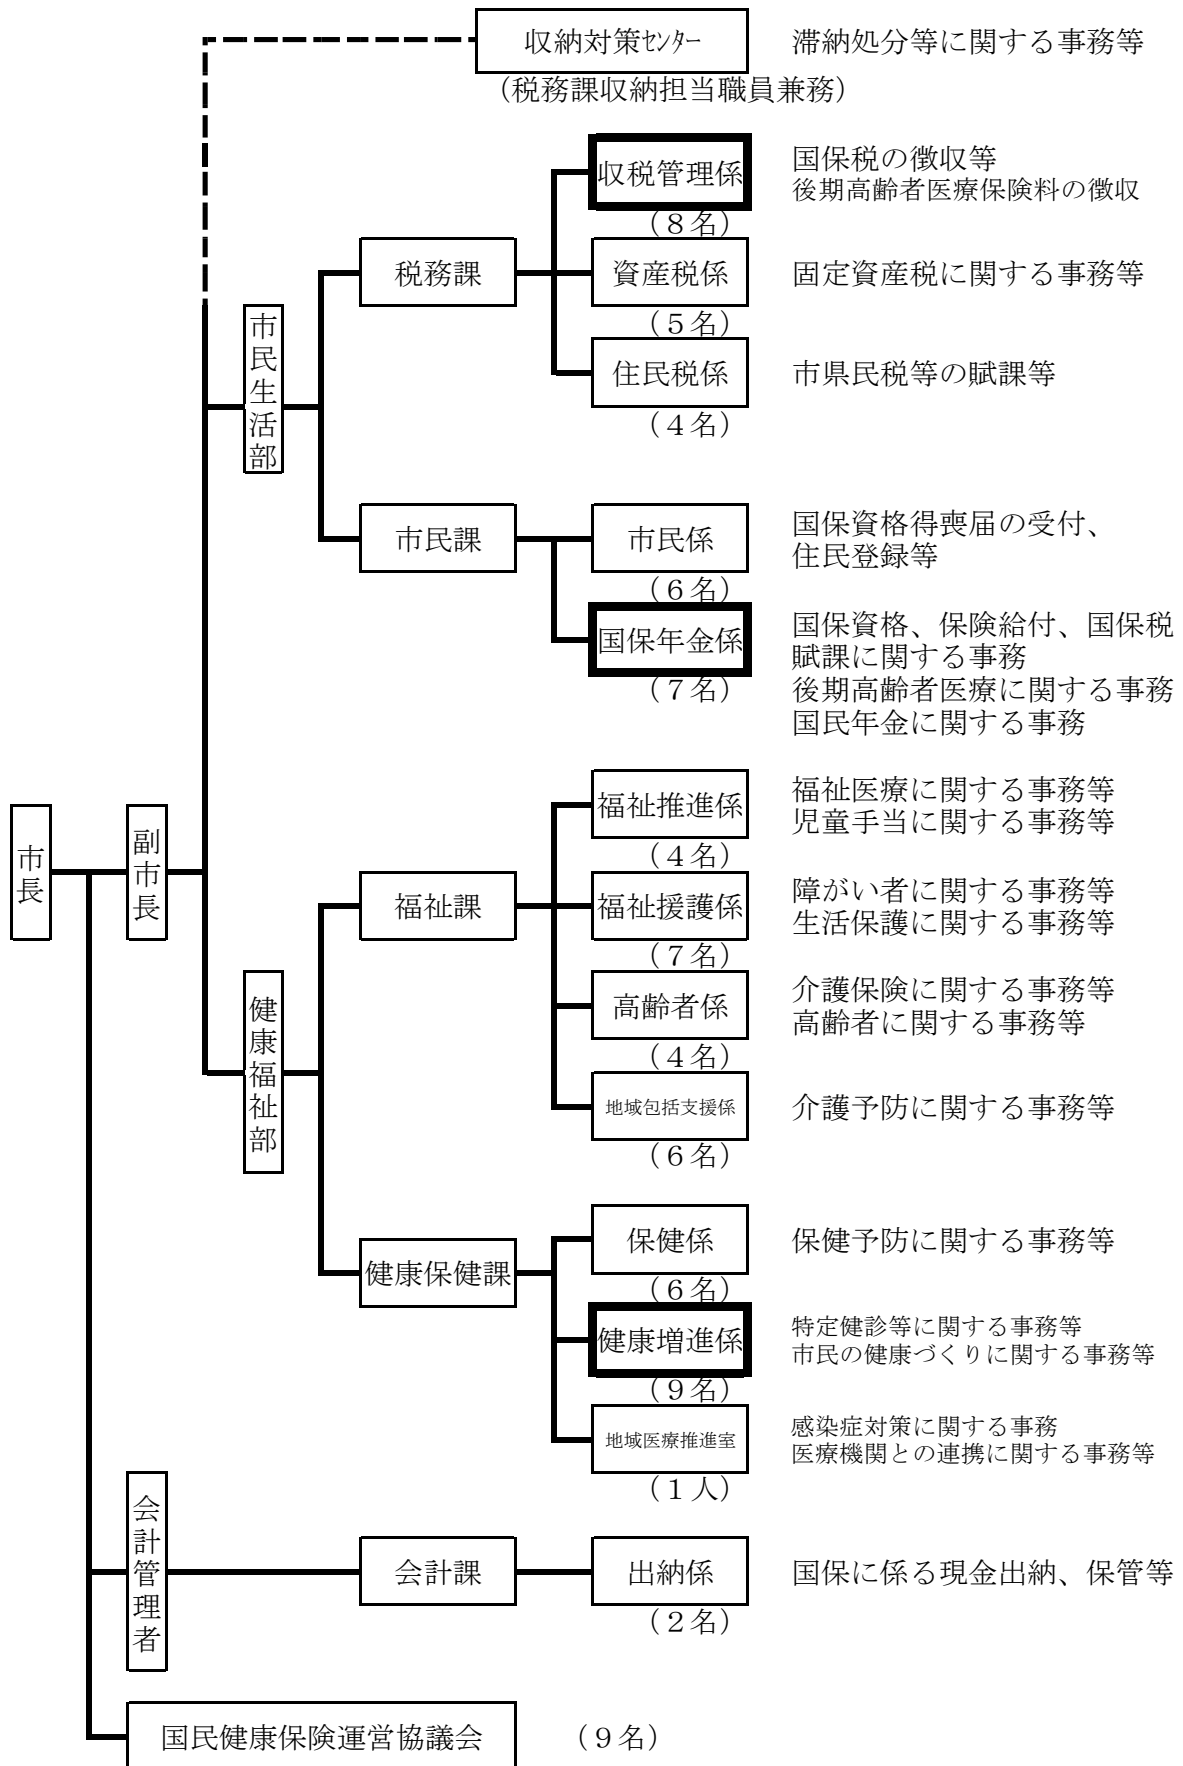 収納対策ｾﾝﾀｰ
滞納処分等に関する事務等
（税務課収納担当職員兼務）
収税管理係
国保税の徴収等
後期高齢者医療保険料の徴収
（８名）
税務課
資産税係
固定資産税に関する事務等
（５名）
市民生活部
住民税係
市県民税等の賦課等
（４名）
市民課
市民係
国保資格得喪届の受付、
住民登録等
（６名）
国保年金係
国保資格、保険給付、国保税
賦課に関する事務
（７名）
後期高齢者医療に関する事務
国民年金に関する事務
福祉推進係
福祉医療に関する事務等
児童手当に関する事務等
（４名）
市長
副市長
福祉課
福祉援護係
障がい者に関する事務等
生活保護に関する事務等
（７名）
高齢者係
介護保険に関する事務等
高齢者に関する事務等
（４名）
健康福祉部
地域包括支援係
介護予防に関する事務等
（６名）
保健係
保健予防に関する事務等
健康保健課
（６名）
健康増進係
特定健診等に関する事務等
市民の健康づくりに関する事務等
（９名）
地域医療推進室
感染症対策に関する事務
医療機関との連携に関する事務等
（１人）
会計管理者
会計課
出納係
国保に係る現金出納、保管等
（２名）
国民健康保険運営協議会
（９名）